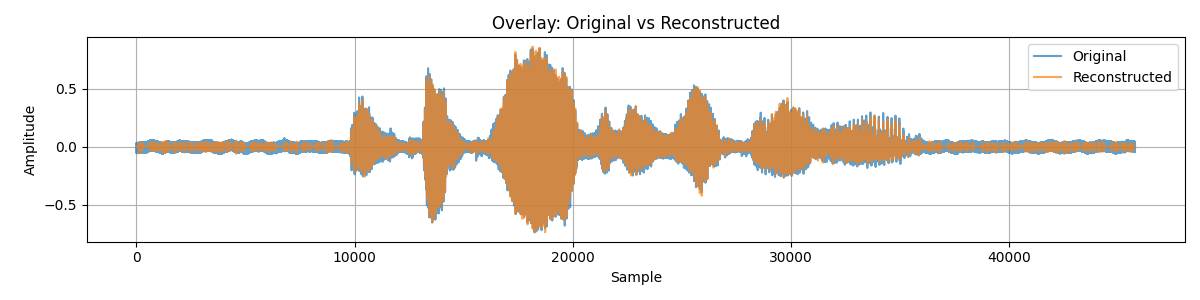 Overlay: Original vs Reconstructed
Original
Reconstructed
Amplitude
0.5
0.0
−0.5
0 10000 20000 30000 40000
Sample